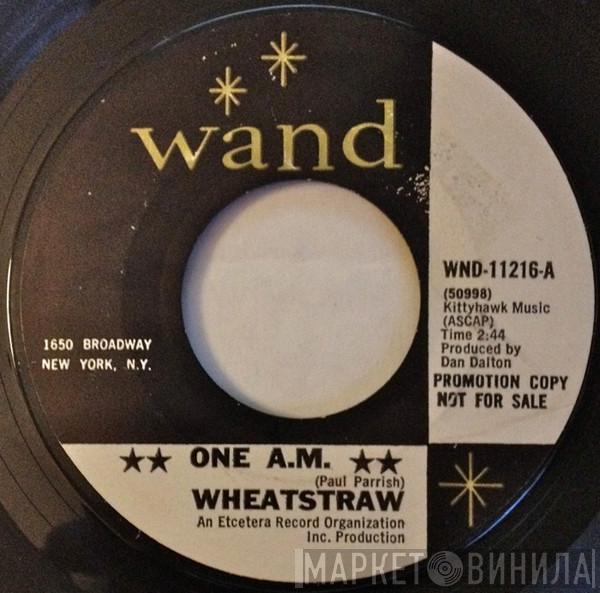 wand
WND-11216-A
(50998)
Kittyhawk Music
(ASCAP)
Time 2:44
Produced by
Dan Dalton
PROMOTION COPY
NOT FOR SALE
1650 BROADWAY
NEW YORK, N.Y.
★★ ONE A.M. ★★
(Paul Parrish)
WHEATSTRAW
An Etcetera Record Organization
Inc. Production
МАРКЕТ ВИНИЛА